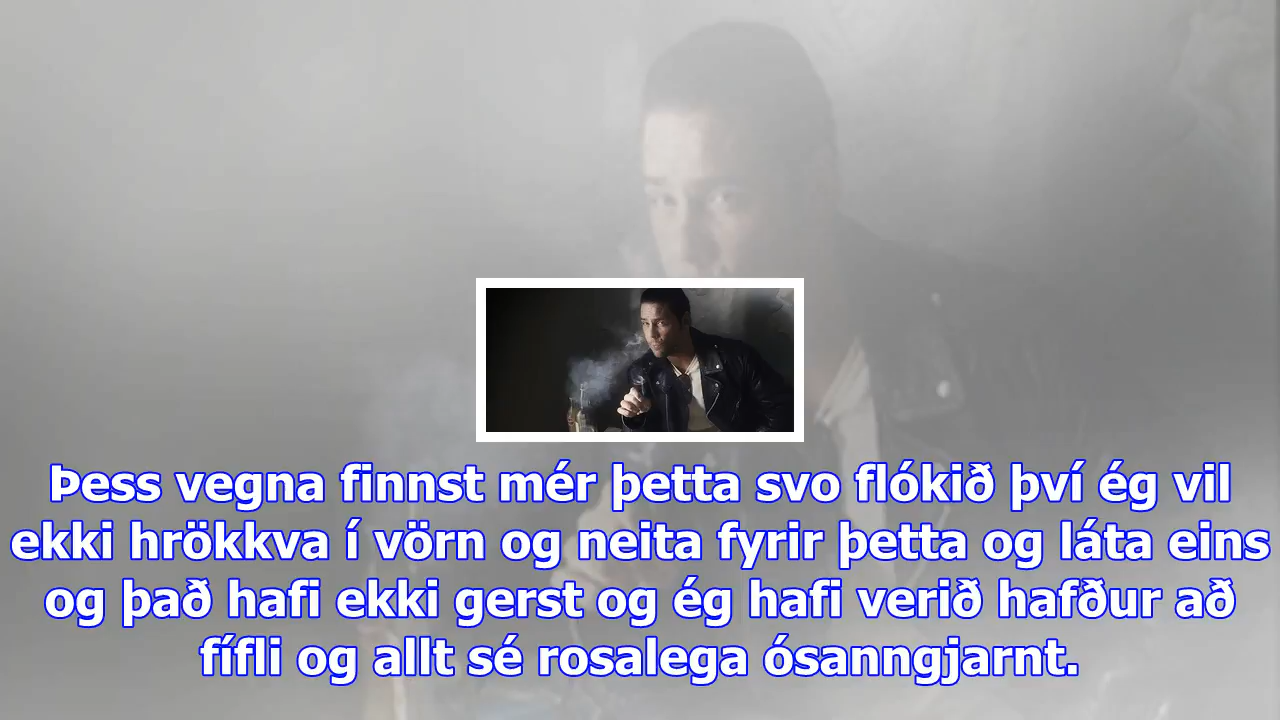 Þess vegna finnst mér þetta svo flókið því ég vil
ekki hrökkva í vörn og neita fyrir þetta og láta eins
og það hafi ekki gerst og ég hafi verið hafður að
fífli og allt sé rosalega ósanngjarnt.